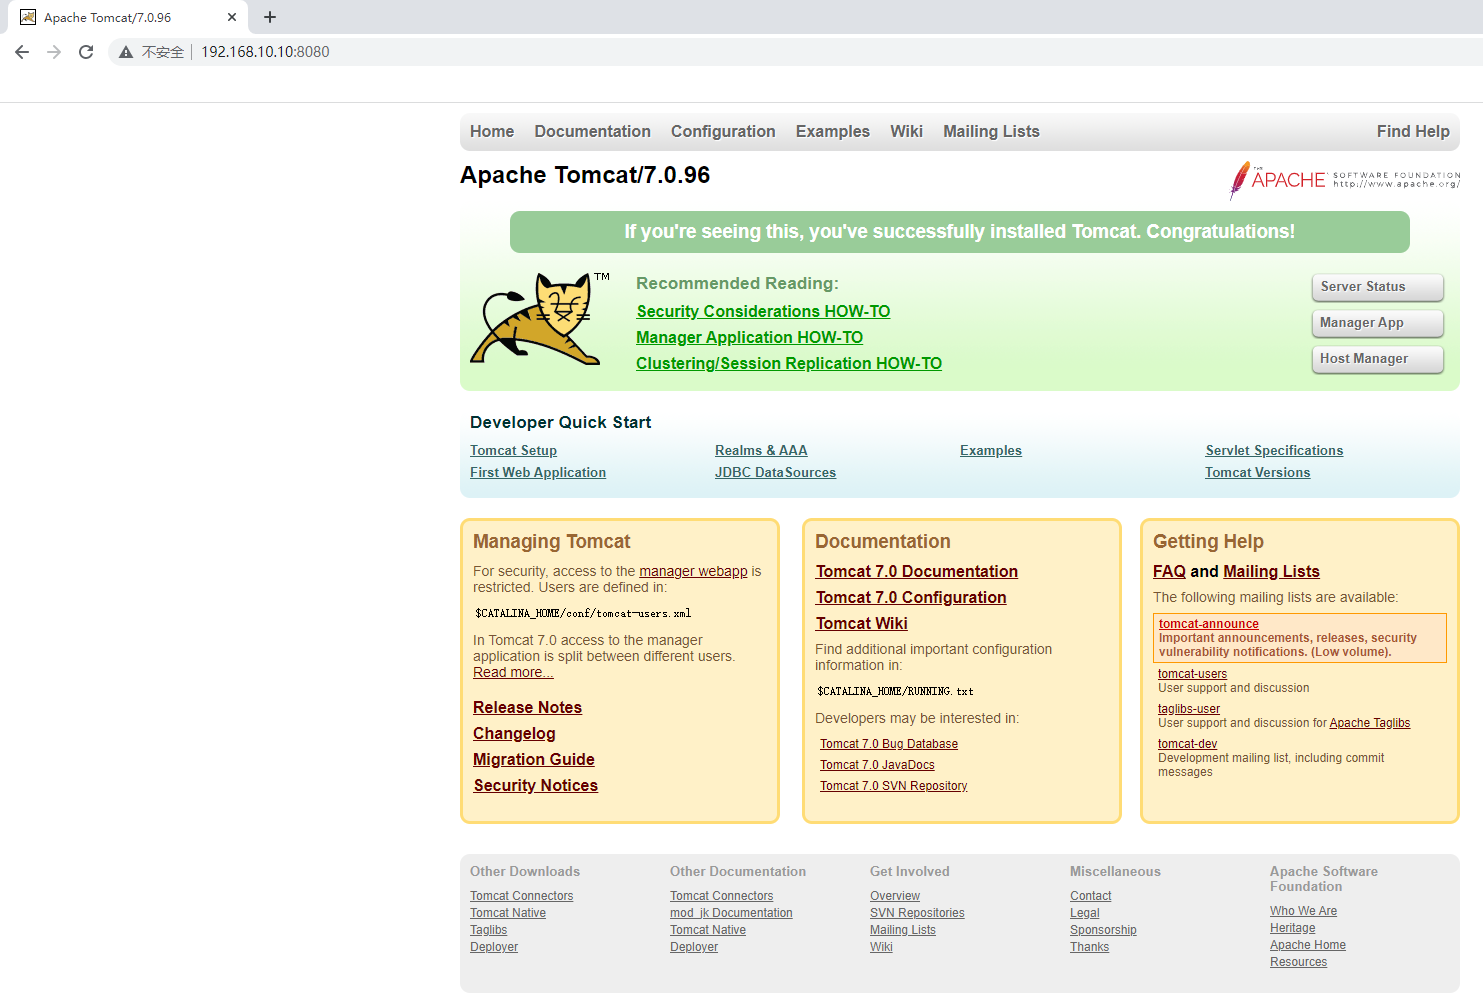 Apache Tomcat/7.0.96
不安全 192.168.10.10:8080
Home Documentation Configuration Examples Wiki Mailing Lists Find Help
Apache Tomcat/7.0.96
THE APACHE SOFTWARE FOUNDATION
http://www.apache.org/
If you're seeing this, you've successfully installed Tomcat. Congratulations!
TM
Recommended Reading:
Security Considerations HOW-TO
Manager Application HOW-TO
Clustering/Session Replication HOW-TO
Server Status
Manager App
Host Manager
Developer Quick Start
Tomcat Setup Realms & AAA Examples Servlet Specifications
First Web Application JDBC DataSources Tomcat Versions
Managing Tomcat
For security, access to the manager webapp is
restricted. Users are defined in:
$CATALINA_HOME/conf/tomcat-users.xml
In Tomcat 7.0 access to the manager
application is split between different users.
Read more...
Release Notes
Changelog
Migration Guide
Security Notices
Documentation
Tomcat 7.0 Documentation
Tomcat 7.0 Configuration
Tomcat Wiki
Find additional important configuration
information in:
$CATALINA_HOME/RUNNING.txt
Developers may be interested in:
Tomcat 7.0 Bug Database
Tomcat 7.0 JavaDocs
Tomcat 7.0 SVN Repository
Getting Help
FAQ and Mailing Lists
The following mailing lists are available:
tomcat-announce
Important announcements, releases, security
vulnerability notifications. (Low volume).
tomcat-users
User support and discussion
taglibs-user
User support and discussion for Apache Taglibs
tomcat-dev
Development mailing list, including commit
messages
Other Downloads
Tomcat Connectors
Tomcat Native
Taglibs
Deployer
Other Documentation
Tomcat Connectors
mod_jk Documentation
Tomcat Native
Deployer
Get Involved
Overview
SVN Repositories
Mailing Lists
Wiki
Miscellaneous
Contact
Legal
Sponsorship
Thanks
Apache Software
Foundation
Who We Are
Heritage
Apache Home
Resources